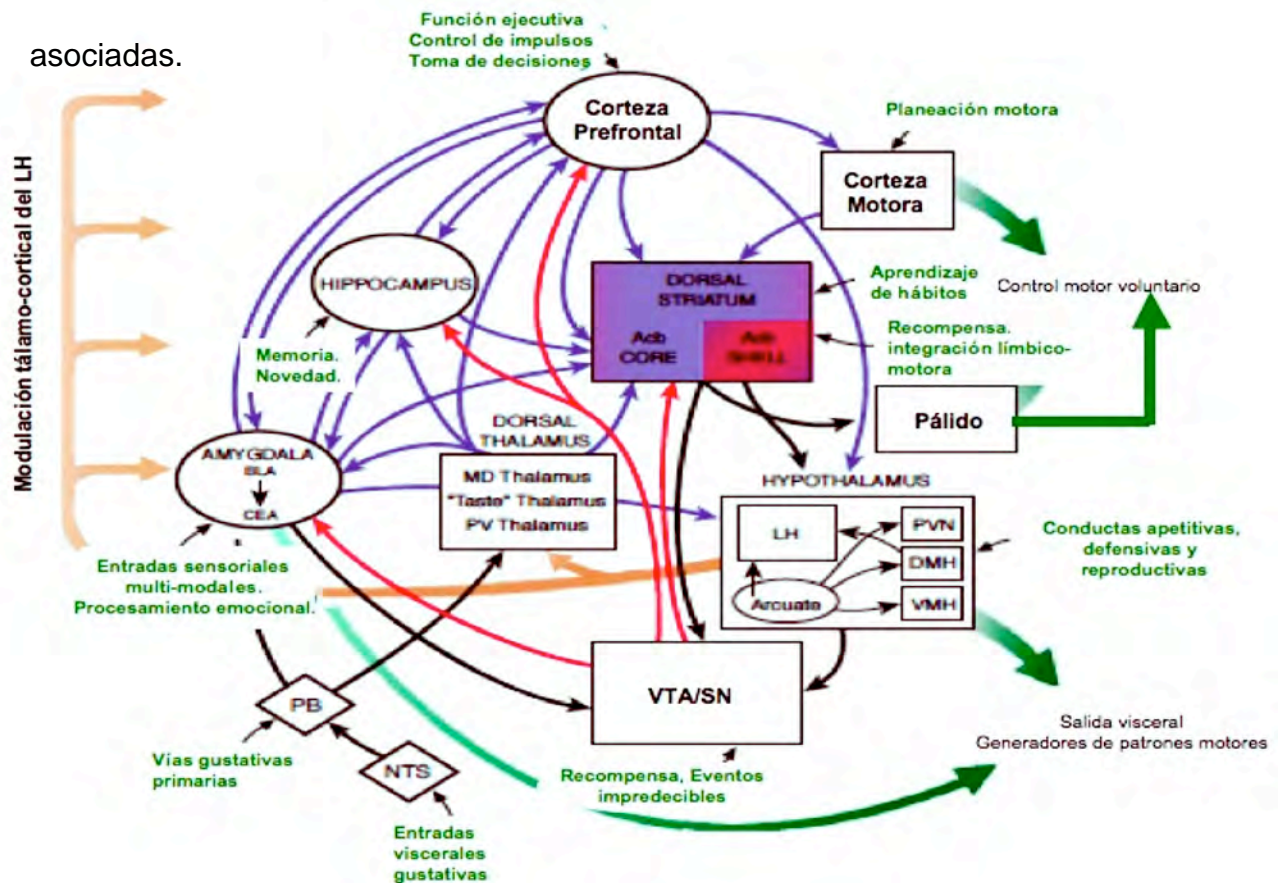 asociadas.
Función ejecutiva
Control de impulsos
Toma de decisiones
Corteza
Prefrontal
Planeación motora
Corteza
Motora
Modulación tálamo-cortical del LH
HIPPOCAMPUS
DORSAL
STRIATUM
Acb
CORE
Acb
SHELL
Aprendizaje
de hábitos
Control motor voluntario
Recompensa.
integración límbico-
motora
Memoria.
Novedad.
Pálido
DORSAL
THALAMUS
MD Thalamus
"Taste" Thalamus
PV Thalamus
AMYGDALA
BLA
CEA
HYPOTHALAMUS
LH
PVN
DMH
VMH
Arcuate
Conductas apetitivas,
defensivas y
reproductivas
Entradas sensoriales
multi-modales.
Procesamiento emocional.
VTA/SN
PB
Vías gustativas
primarias
NTS
Recompensa, Eventos
impredecibles
Salida visceral
Generadores de patrones motores
Entradas
viscerales
gustativas